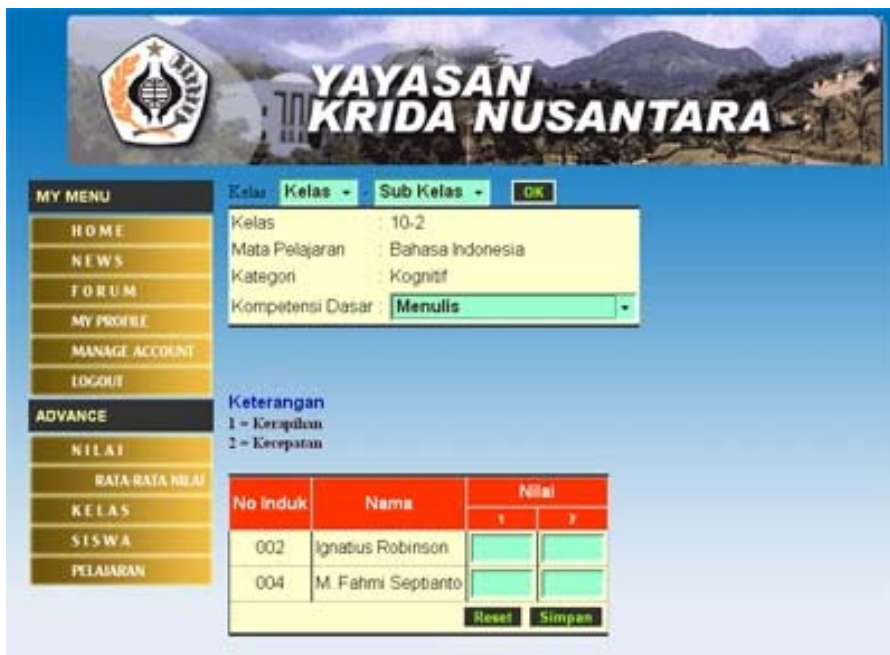 YAYASAN
KRIDA NUSANTARA
MY MENU
HOME
NEWS
FORUM
MY PROFILE
MANAGE ACCOUNT
LOGOUT
ADVANCE
NILAI
RATA-RATA NILAI
KELAS
SISWA
PELAJARAN
Kelas : Kelas - Sub Kelas OK
Kelas : 10-2
Mata Pelajaran : Bahasa Indonesia
Kategori : Kognitif
Kompetensi Dasar : Menulis
Keterangan
1 = Kerapihan
2 = Kecepatan
No Induk Nama Nilai
1 2
002 Ignatius Robinson
004 M. Fahmi Septianto
Reset Simpan